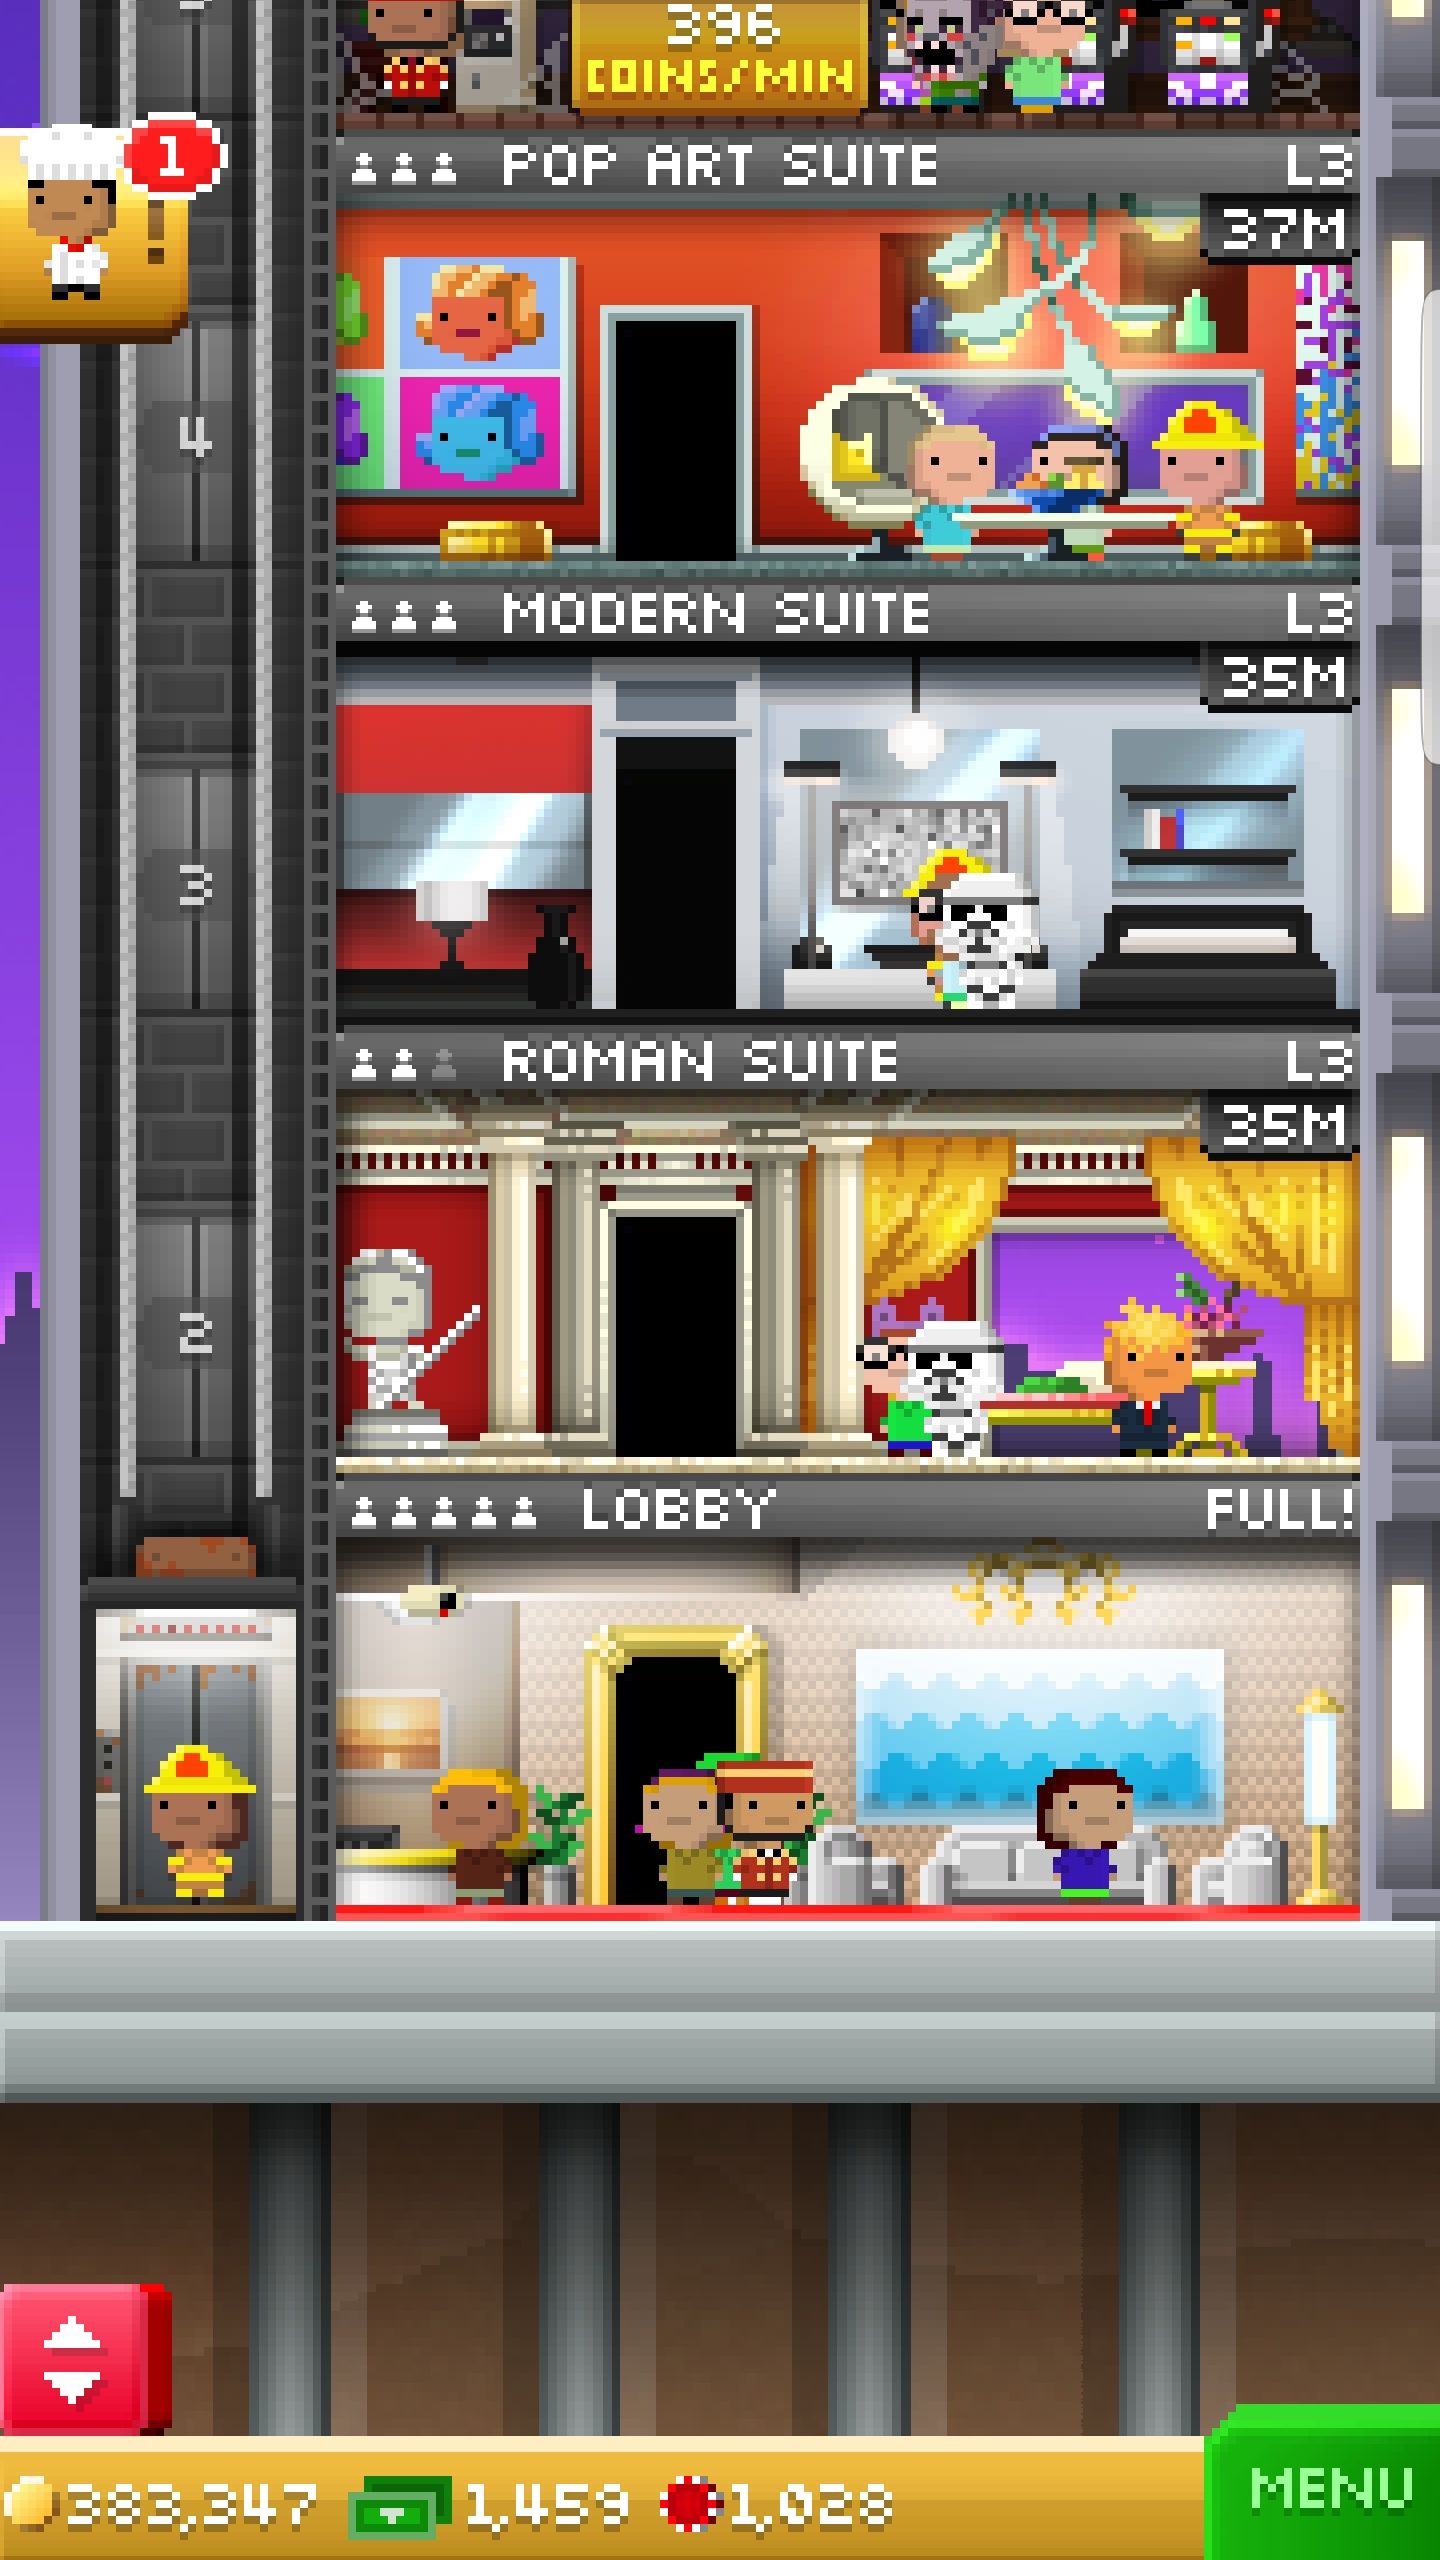 396
COINS/MIN
1
POP ART SUITE L3
37M
4
MODERN SUITE L3
35M
3
ROMAN SUITE L3
35M
2
LOBBY FULL!
MENU
383,347 1,459 1,028